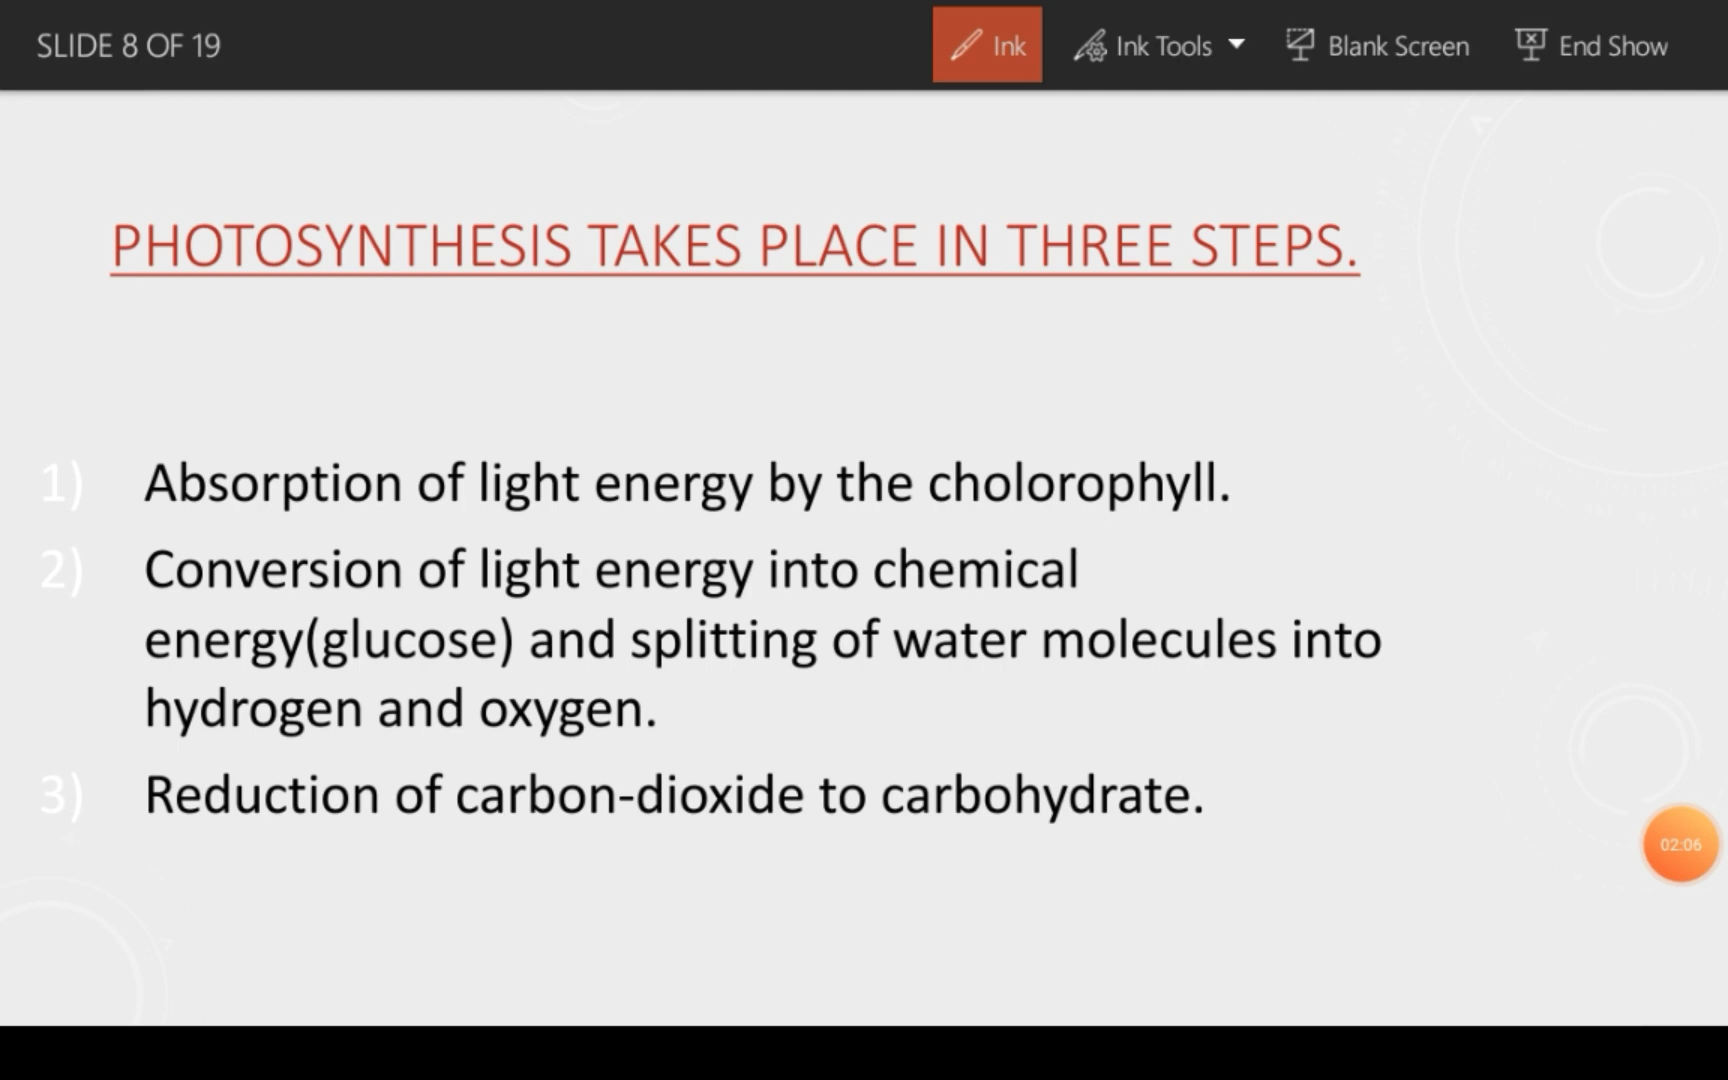 SLIDE 8 OF 19
Ink
Ink Tools
Blank Screen
End Show
PHOTOSYNTHESIS TAKES PLACE IN THREE STEPS.
1) Absorption of light energy by the cholorophyll.
2) Conversion of light energy into chemical
energy(glucose) and splitting of water molecules into
hydrogen and oxygen.
3) Reduction of carbon-dioxide to carbohydrate.
02:06